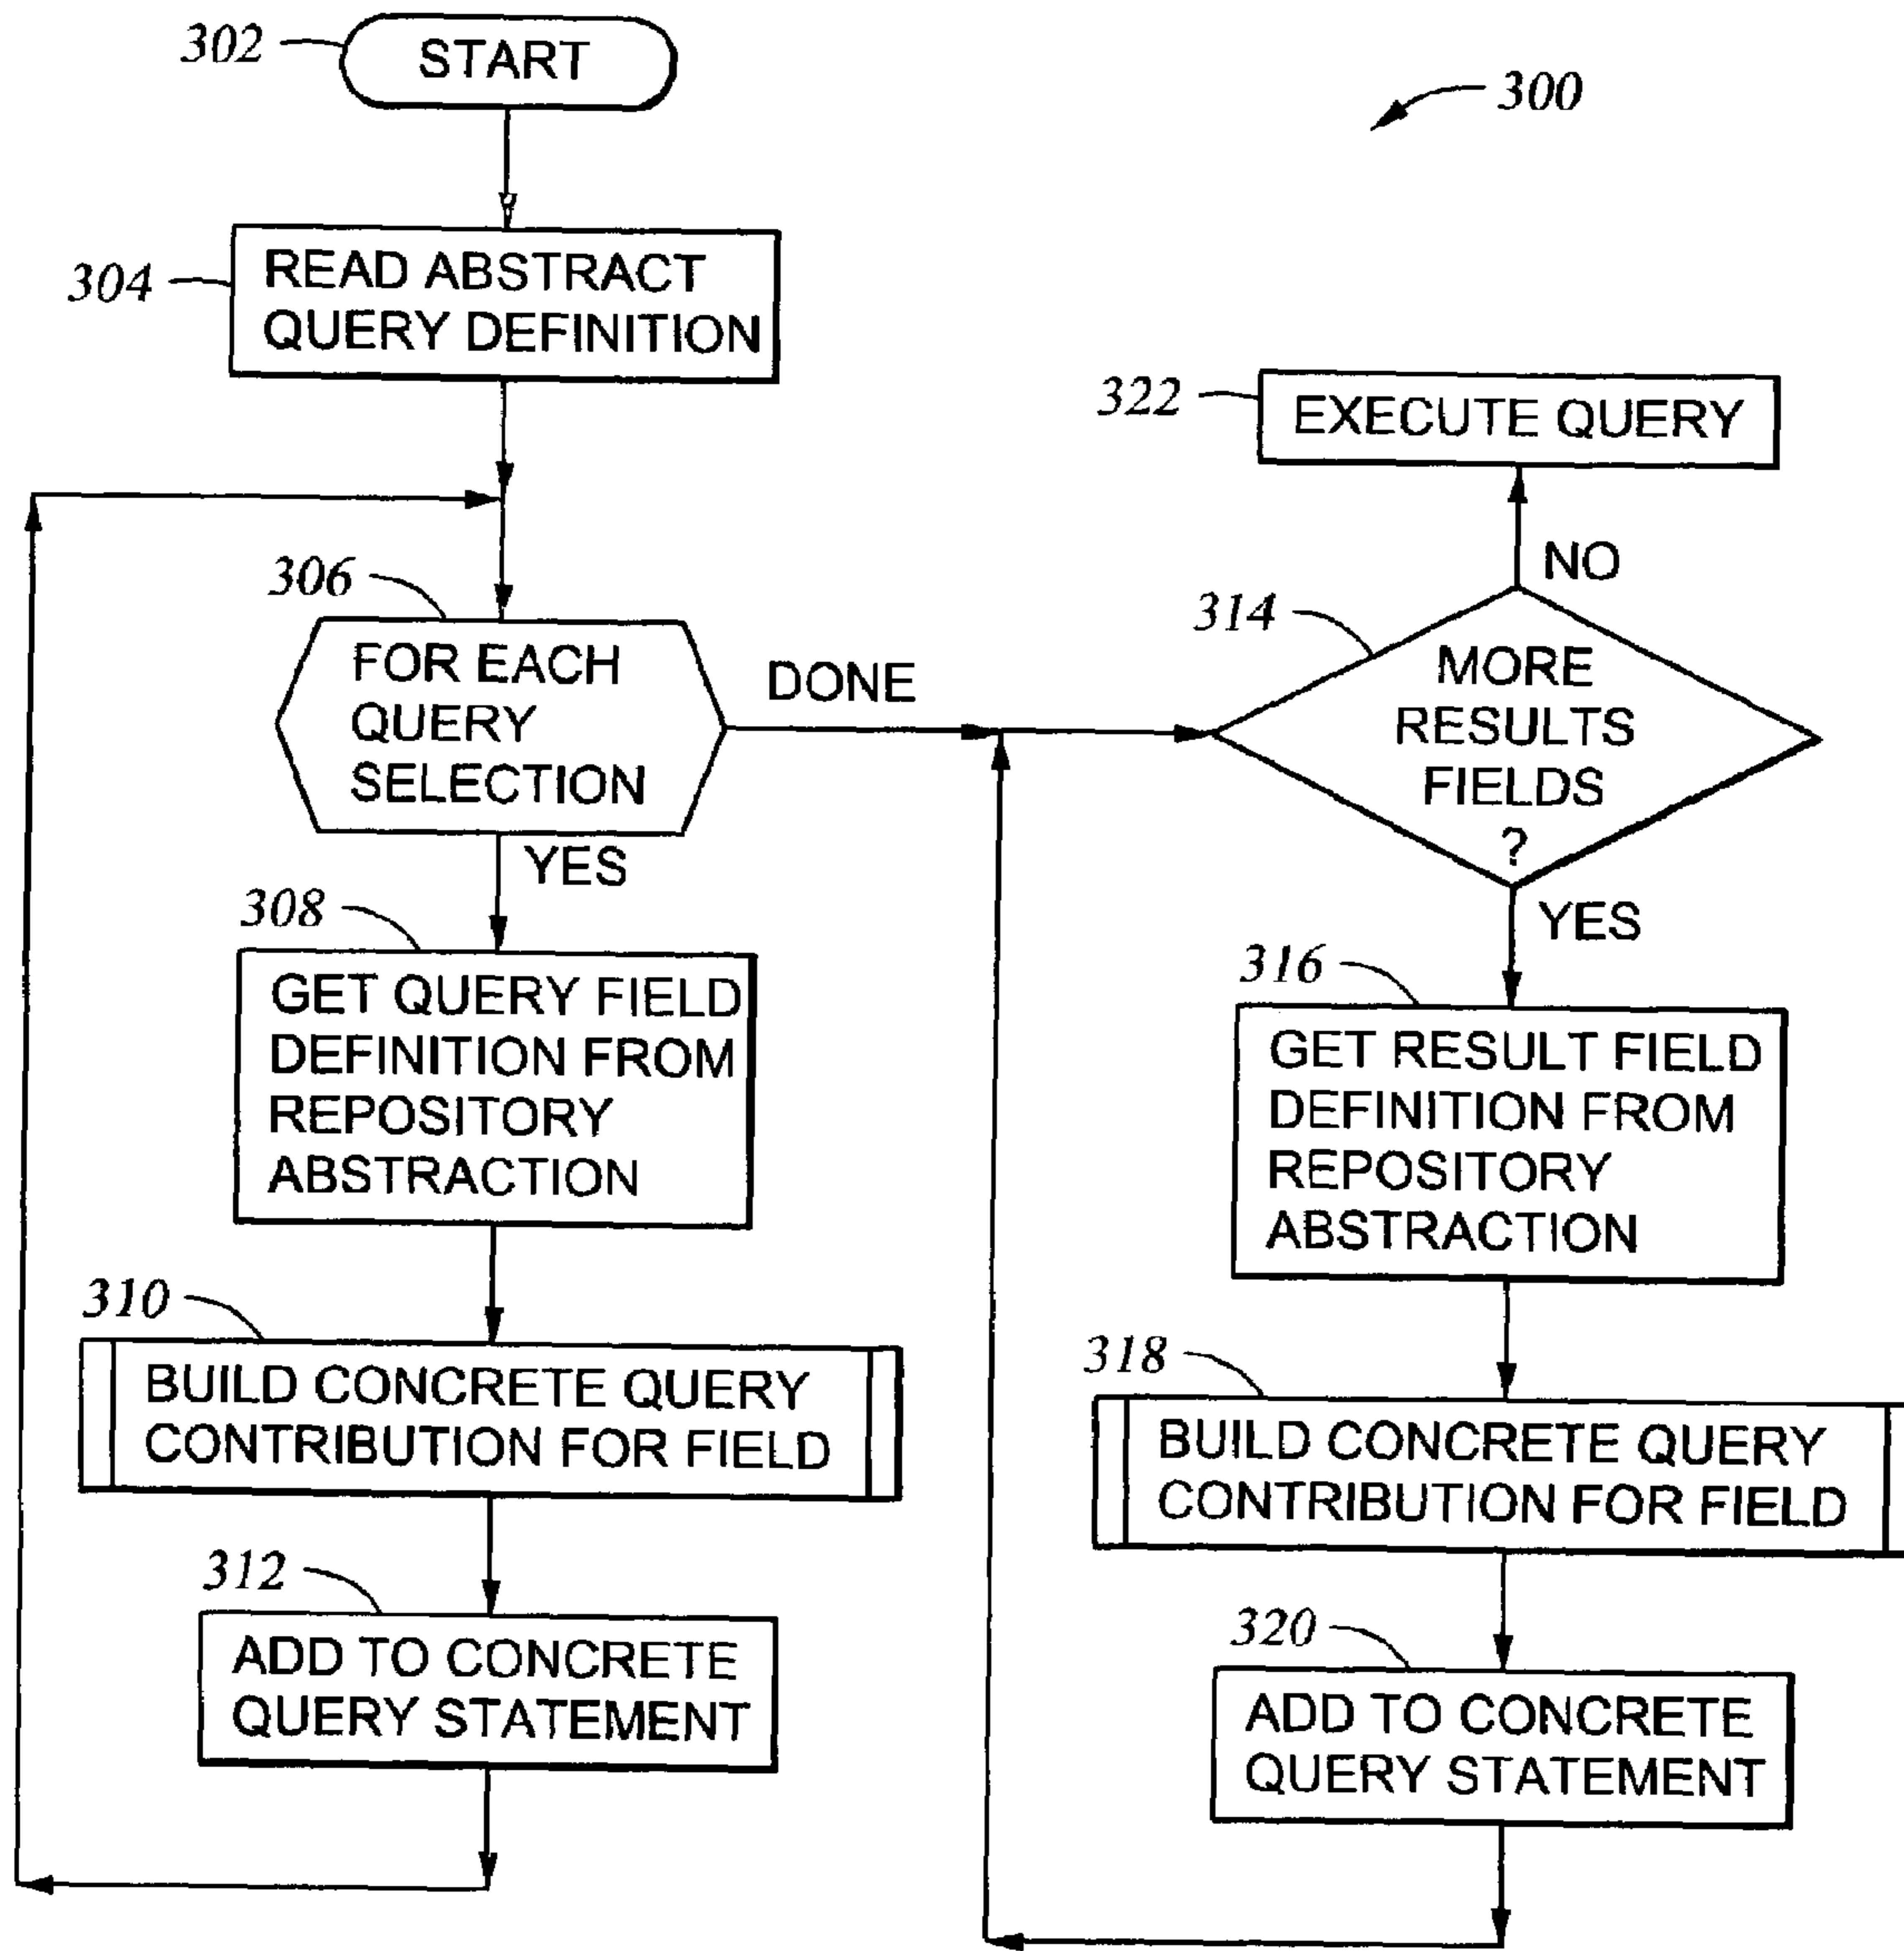 302
START
300
304
READ ABSTRACT
QUERY DEFINITION
306
FOR EACH
QUERY
SELECTION
DONE
YES
308
GET QUERY FIELD
DEFINITION FROM
REPOSITORY
ABSTRACTION
310
BUILD CONCRETE QUERY
CONTRIBUTION FOR FIELD
312
ADD TO CONCRETE
QUERY STATEMENT
322
EXECUTE QUERY
NO
314
MORE
RESULTS
FIELDS
?
YES
316
GET RESULT FIELD
DEFINITION FROM
REPOSITORY
ABSTRACTION
318
BUILD CONCRETE QUERY
CONTRIBUTION FOR FIELD
320
ADD TO CONCRETE
QUERY STATEMENT